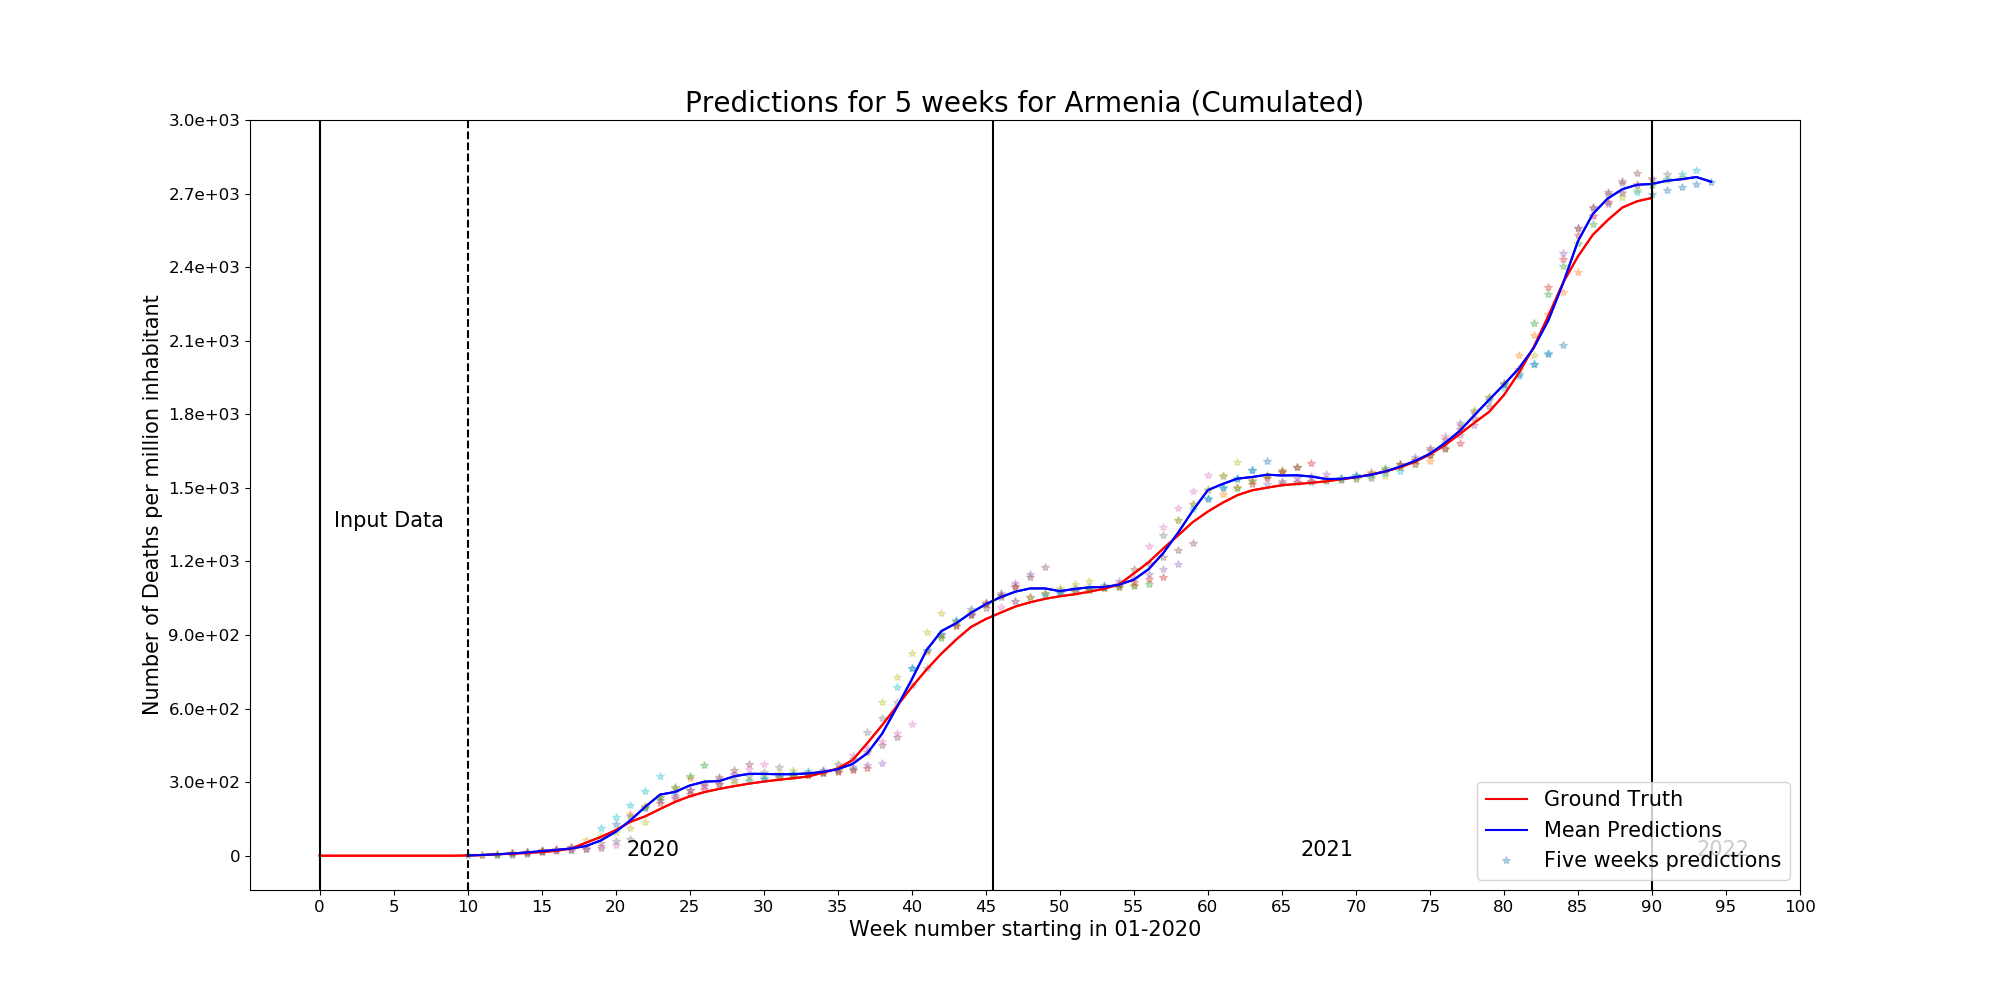 Predictions for 5 weeks for Armenia (Cumulated)
3.0e+03
2.7e+03
2.4e+03
2.1e+03
1.8e+03
1.5e+03
1.2e+03
9.0e+02
6.0e+02
3.0e+02
0
Number of Deaths per million inhabitant
Input Data
2020
2021
2022
Ground Truth
Mean Predictions
Five weeks predictions
0 5 10 15 20 25 30 35 40 45 50 55 60 65 70 75 80 85 90 95 100
Week number starting in 01-2020